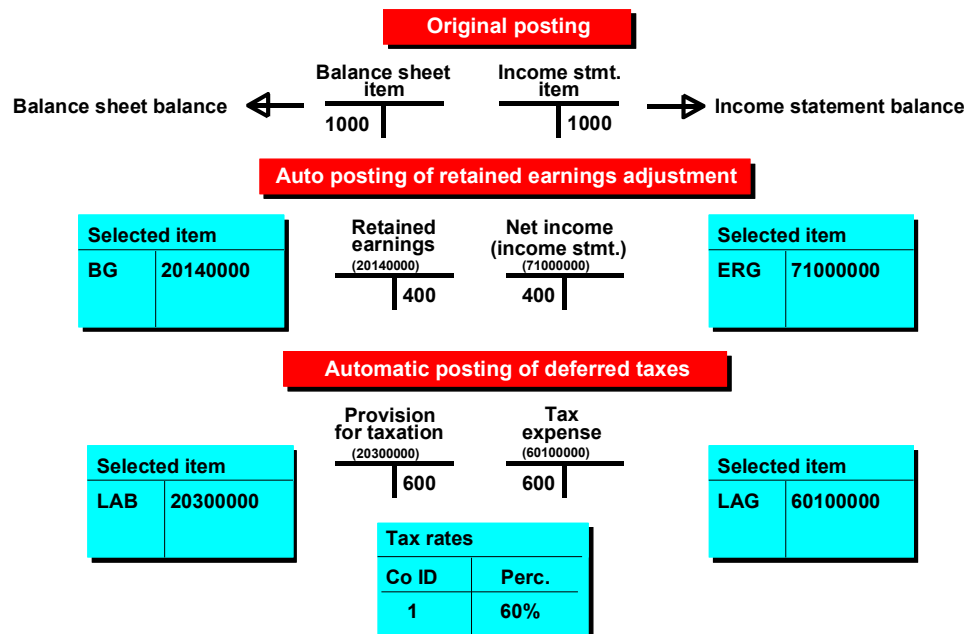 Original posting
Balance sheet
item
Income stmt.
item
Balance sheet balance
Income statement balance
1000
1000
Auto posting of retained earnings adjustment
Selected item
BG 20140000
Retained
earnings
(20140000)
400
Net income
(income stmt.)
(71000000)
400
Selected item
ERG 71000000
Automatic posting of deferred taxes
Provision
for taxation
(20300000)
600
Tax
expense
(60100000)
600
Selected item
LAB 20300000
Selected item
LAG 60100000
Tax rates
Co ID Perc.
1 60%